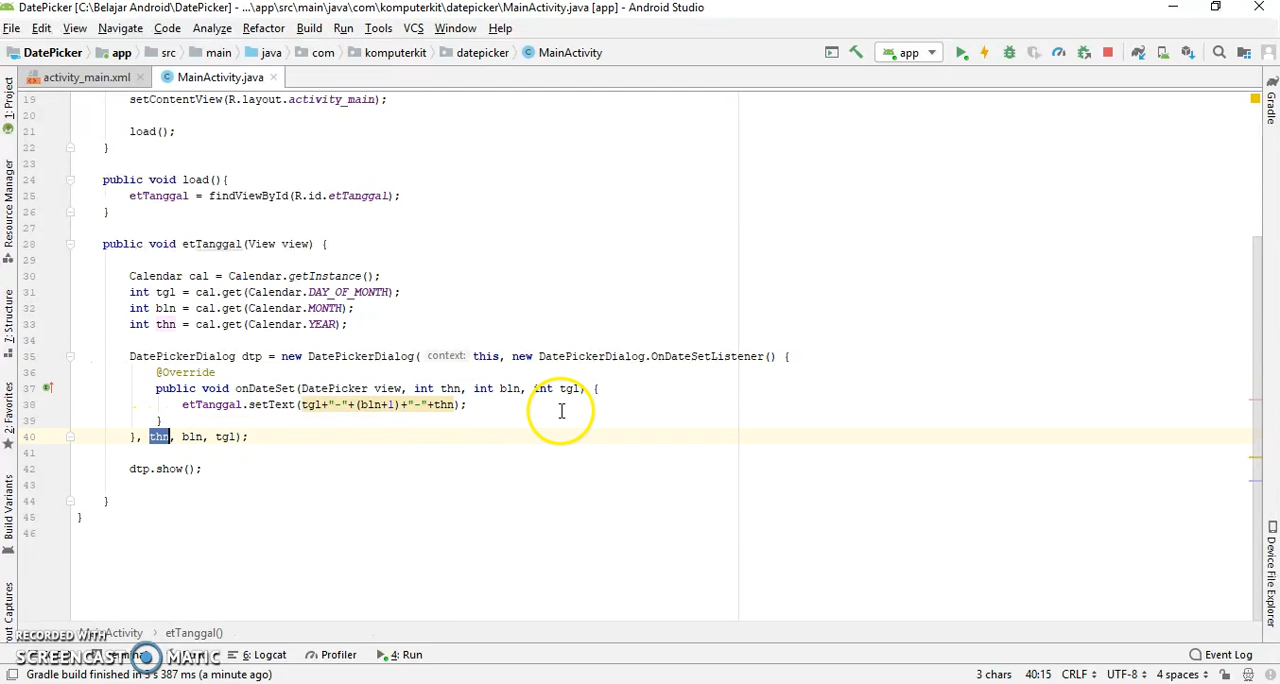 DatePicker [C:\Belajar Android\DatePicker] - ...\app\src\main\java\com\komputerkit\datepicker\MainActivity.java [app] - Android Studio
File Edit View Navigate Code Analyze Refactor Build Run Tools VCS Window Help
DatePicker app src main java com komputerkit datepicker MainActivity app
activity_main.xml MainActivity.java
19 setContentView(R.layout.activity_main);
20
21 load();
22 }
23
24 public void load(){
25 etTanggal = findViewById(R.id.etTanggal);
26 }
27
28 public void etTanggal(View view) {
29
30 Calendar cal = Calendar.getInstance();
31 int tgl = cal.get(Calendar.DAY_OF_MONTH);
32 int bln = cal.get(Calendar.MONTH);
33 int thn = cal.get(Calendar.YEAR);
34
35 DatePickerDialog dtp = new DatePickerDialog( context: this, new DatePickerDialog.OnDateSetListener() {
36 @Override
37 public void onDateSet(DatePicker view, int thn, int bln, int tgl) {
38 etTanggal.setText(tgl+"-"+(bln+1)+"-"+thn);
39 }
40 }, thn, bln, tgl);
41
42 dtp.show();
43
44 }
45 }
46
1: Project
Resource Manager
7: Structure
2: Favorites
Build Variants
out Captures
Gradle
Device File Explorer
MainActivity etTanggal()
RECORDED WITH
SCREENCAST MATIC
6: Logcat Profiler 4: Run Event Log
Gradle build finished in 3 s 387 ms (a minute ago) 3 chars 40:15 CRLF UTF-8 4 spaces